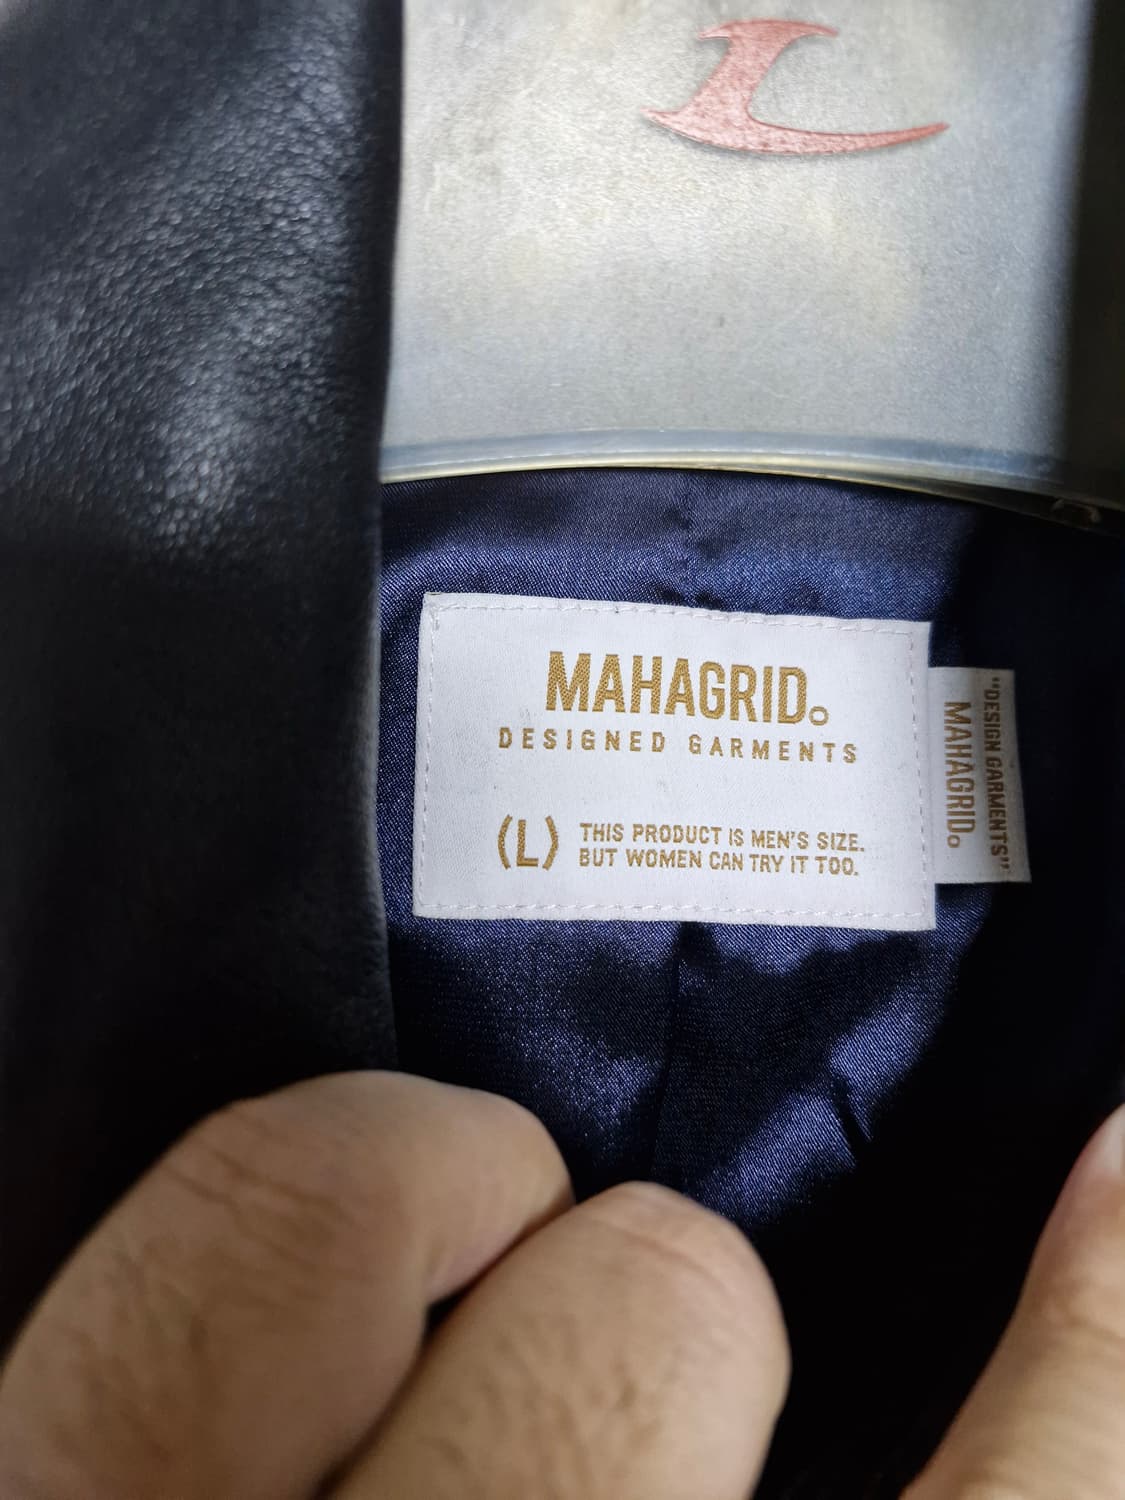 L
MAHAGRID.
DESIGNED GARMENTS
(L)
THIS PRODUCT IS MEN'S SIZE.
BUT WOMEN CAN TRY IT TOO.
"DESIGN GARMENTS"
MAHAGRID.